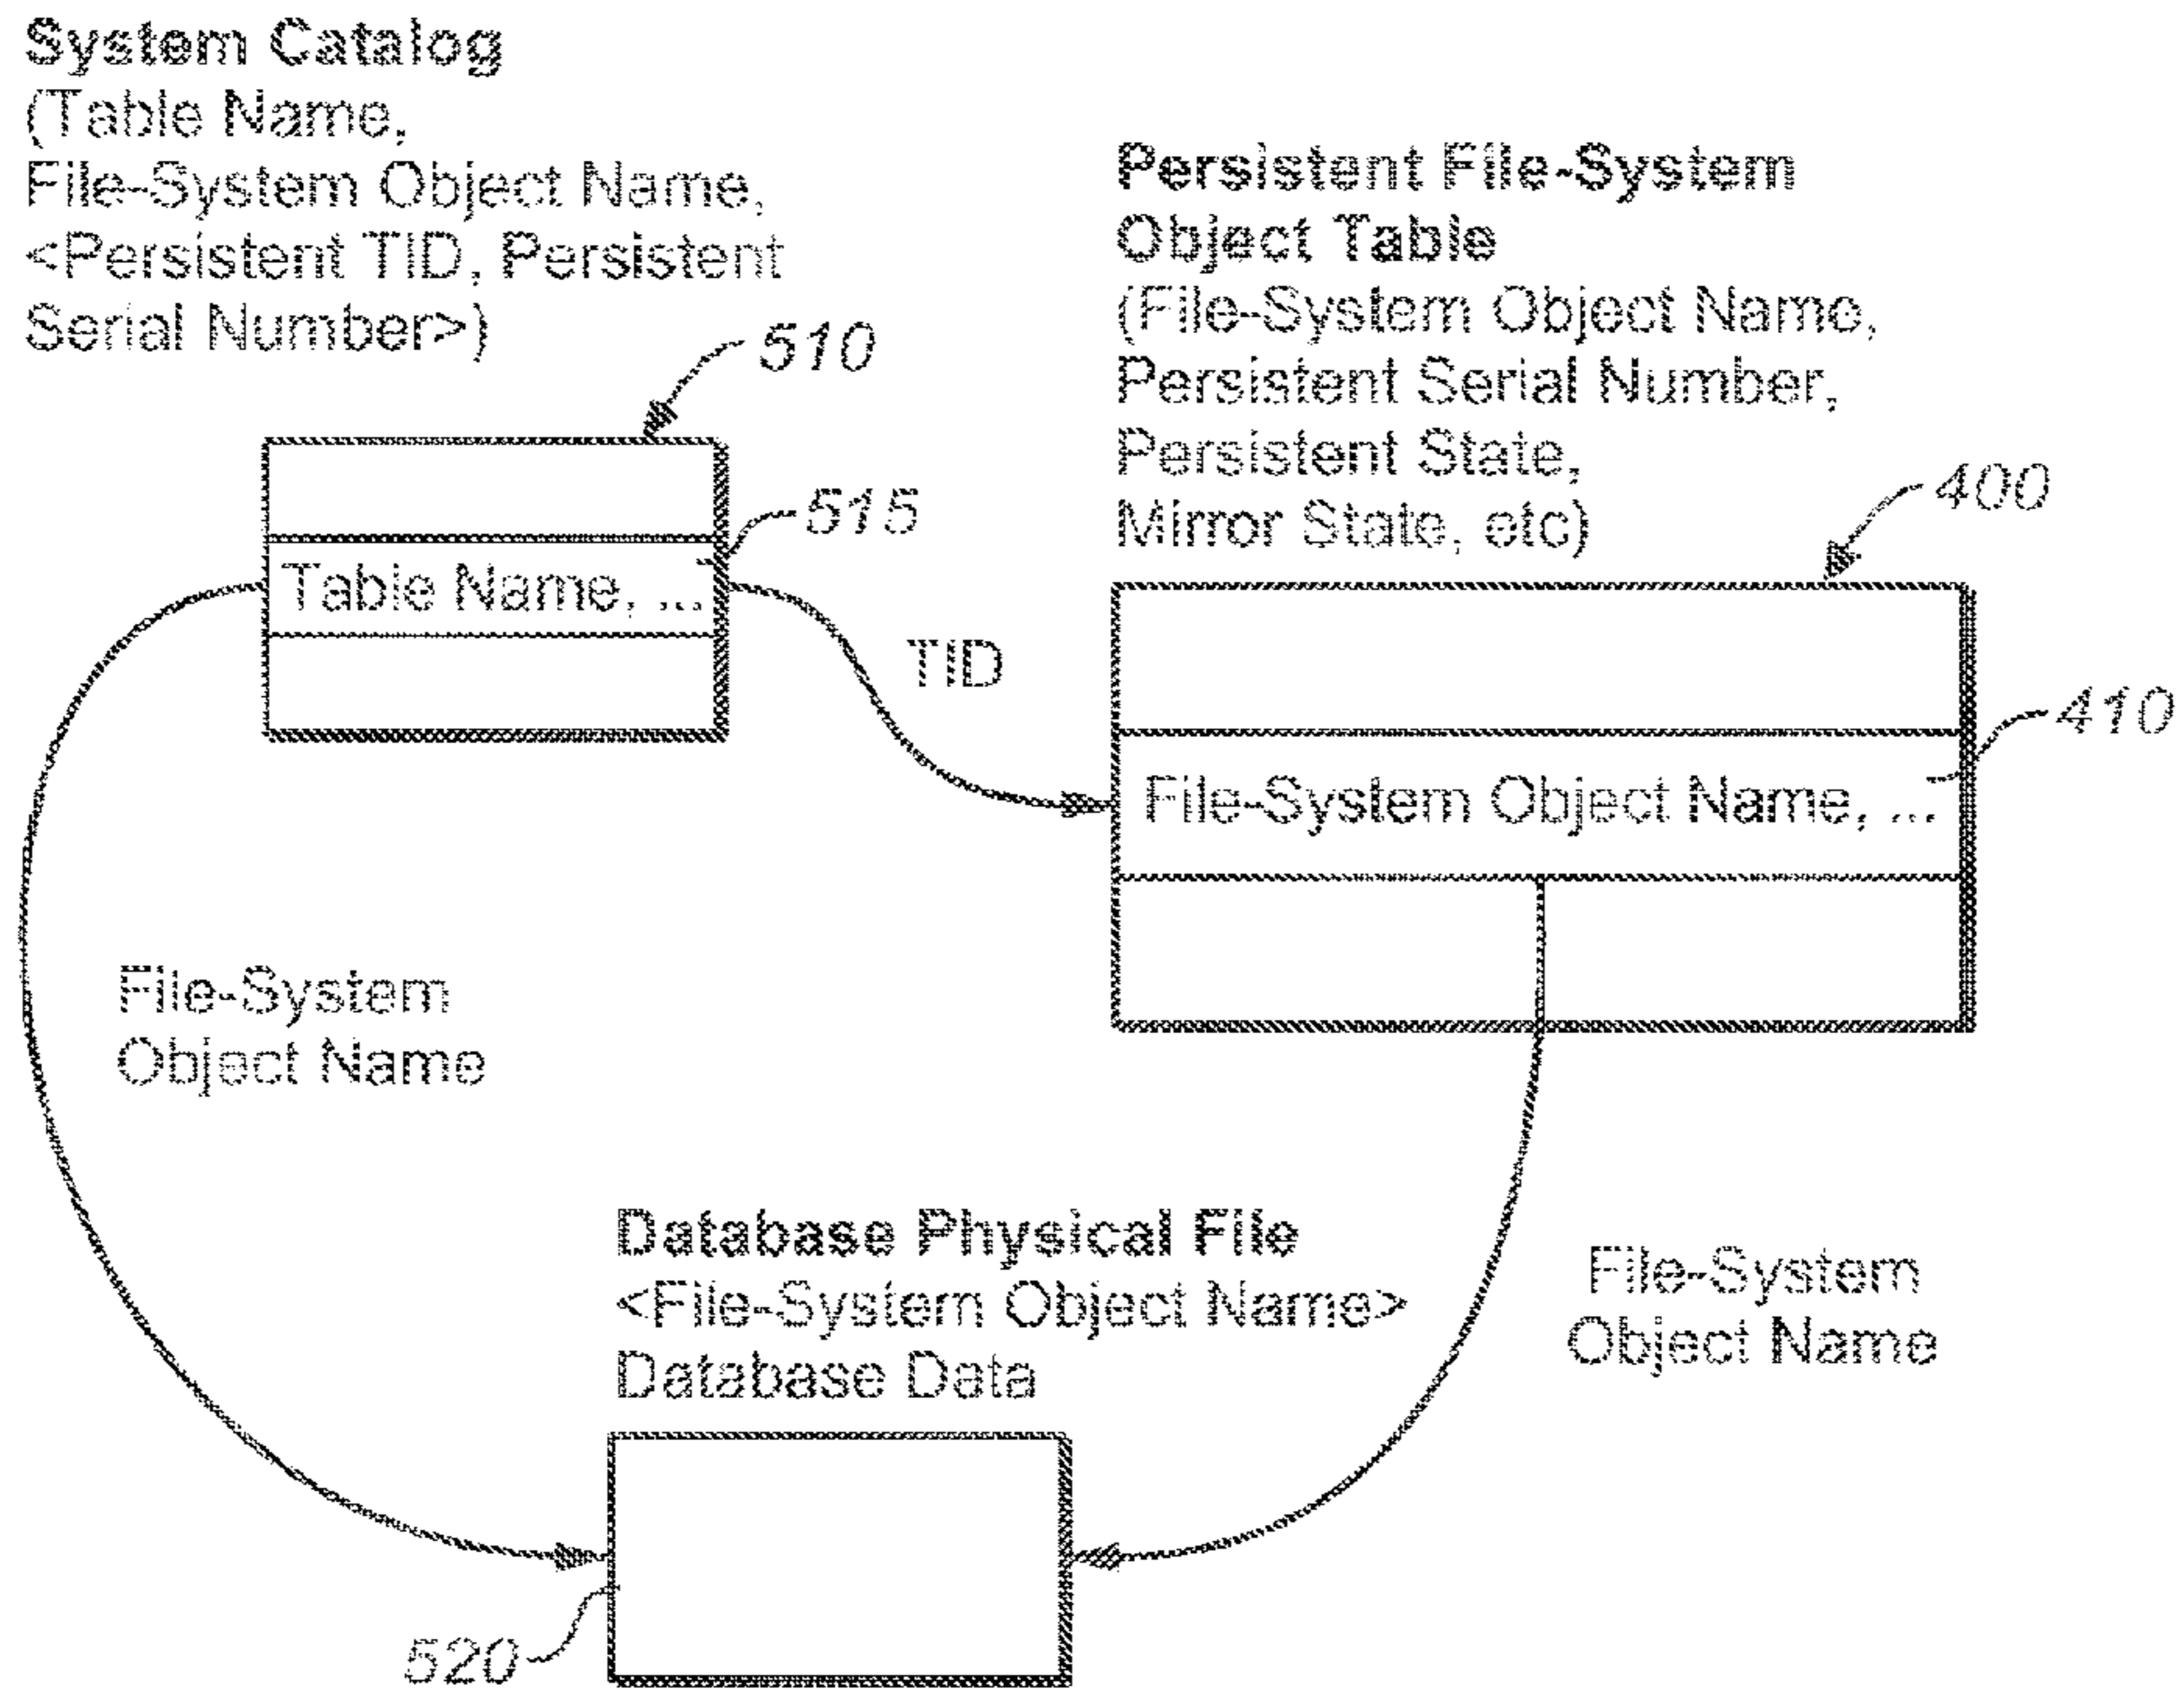 System Catalog
(Table Name,
File-System Object Name,
<Persistent TID, Persistent
Serial Number>)
510
Persistent File-System
Object Table
(File-System Object Name,
Persistent Serial Number,
Persistent State,
Mirror State, etc)
400
515
Table Name, ...
TID
410
File-System Object Name, ...
File-System
Object Name
Database Physical File
<File-System Object Name>
Database Data
File-System
Object Name
520